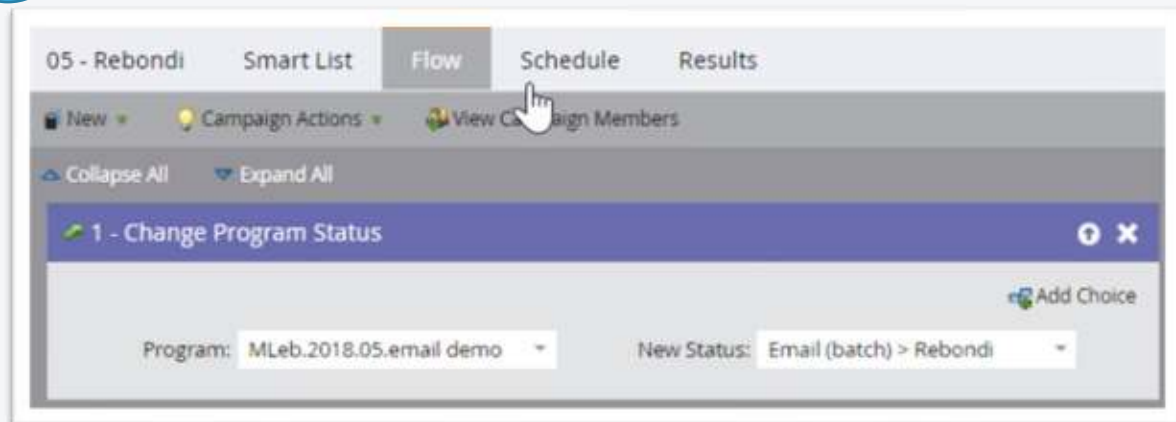 05 - Rebondi Smart List Flow Schedule Results
New Campaign Actions View Campaign Members
Collapse All Expand All
1 - Change Program Status
Add Choice
Program: MLeb.2018.05.email demo New Status: Email (batch) > Rebondi